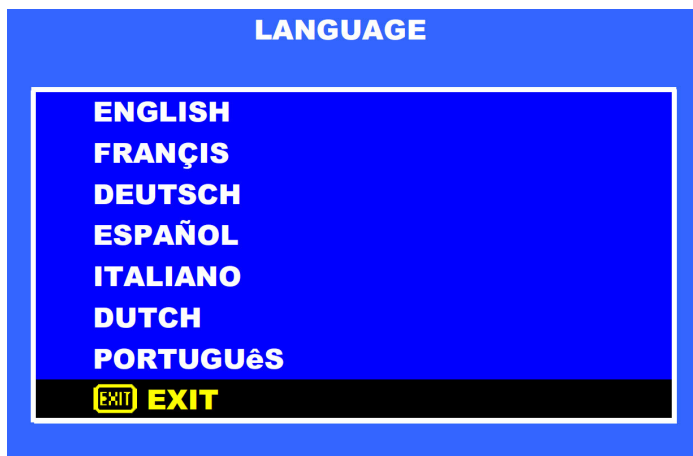 LANGUAGE
ENGLISH
FRANÇIS
DEUTSCH
ESPAÑOL
ITALIANO
DUTCH
PORTUGUêS
EXIT EXIT